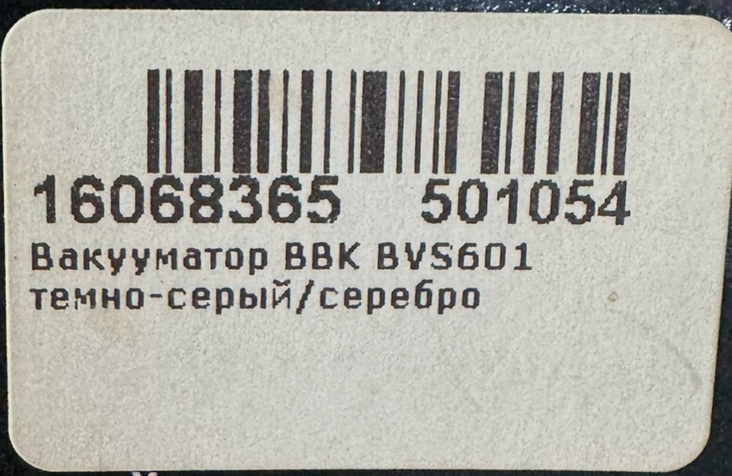 16068365 501054
Вакууматор BBK BVS601
темно-серый/серебро